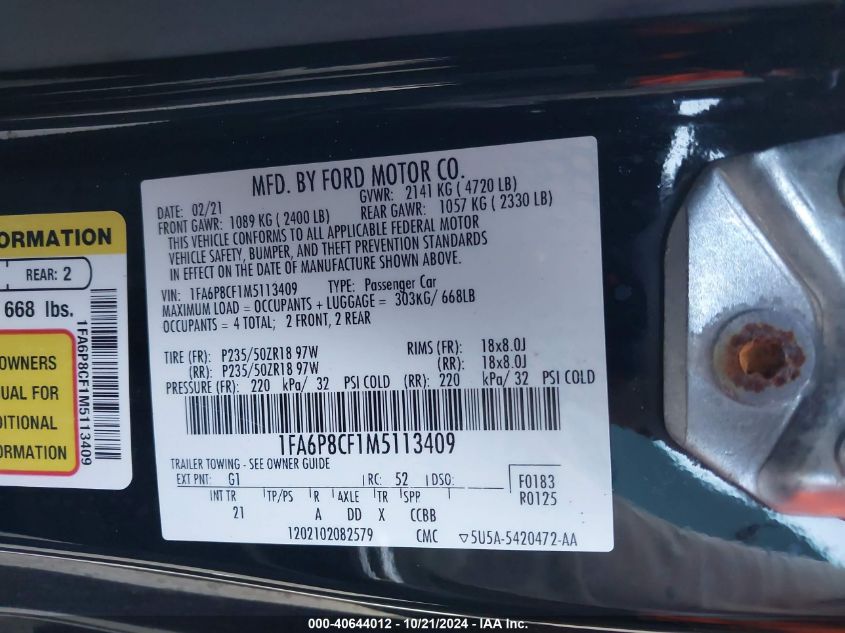 ORMATION
REAR: 2
668 lbs.
OWNERS
UAL FOR
DITIONAL
ORMATION
1FA6P8CF1M5113409
MFD. BY FORD MOTOR CO.
DATE: 02/21 GVWR: 2141 KG ( 4720 LB)
FRONT GAWR: 1089 KG ( 2400 LB) REAR GAWR: 1057 KG ( 2330 LB)
THIS VEHICLE CONFORMS TO ALL APPLICABLE FEDERAL MOTOR
VEHICLE SAFETY, BUMPER, AND THEFT PREVENTION STANDARDS
IN EFFECT ON THE DATE OF MANUFACTURE SHOWN ABOVE.
VIN: 1FA6P8CF1M5113409 TYPE: Passenger Car
MAXIMUM LOAD = OCCUPANTS + LUGGAGE = 303KG/ 668LB
OCCUPANTS = 4 TOTAL; 2 FRONT, 2 REAR
TIRE (FR): P235/50ZR18 97W RIMS (FR): 18x8.0J
(RR): P235/50ZR18 97W (RR): 18x8.0J
PRESSURE (FR): 220 kPa/ 32 PSI COLD (RR): 220 kPa/ 32 PSI COLD
1FA6P8CF1M5113409
TRAILER TOWING - SEE OWNER GUIDE
EXT PNT: G1 RC: 52 DSO: F0183
R0125
INT TR TP/PS R AXLE TR SPP
21 A DD X CCBB
1202102082579 CMC ▽5U5A-5420472-AA
000-40644012 - 10/21/2024 - IAA Inc.